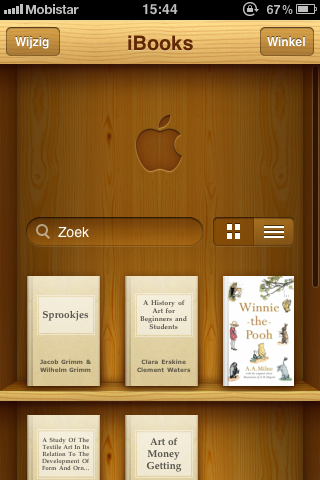 Mobistar 15:44 67%
Wijzig iBooks Winkel
Zoek
Sprookjes
Jacob Grimm &
Wilhelm Grimm
A History of
Art for
Beginners and
Students
Clara Erskine
Clement Waters
Winnie
-the-
Pooh
A.A. Milne
A Study Of The
Textile Art In Its
Relation To The
Development Of
Form And Orn...
Art of
Money
Getting